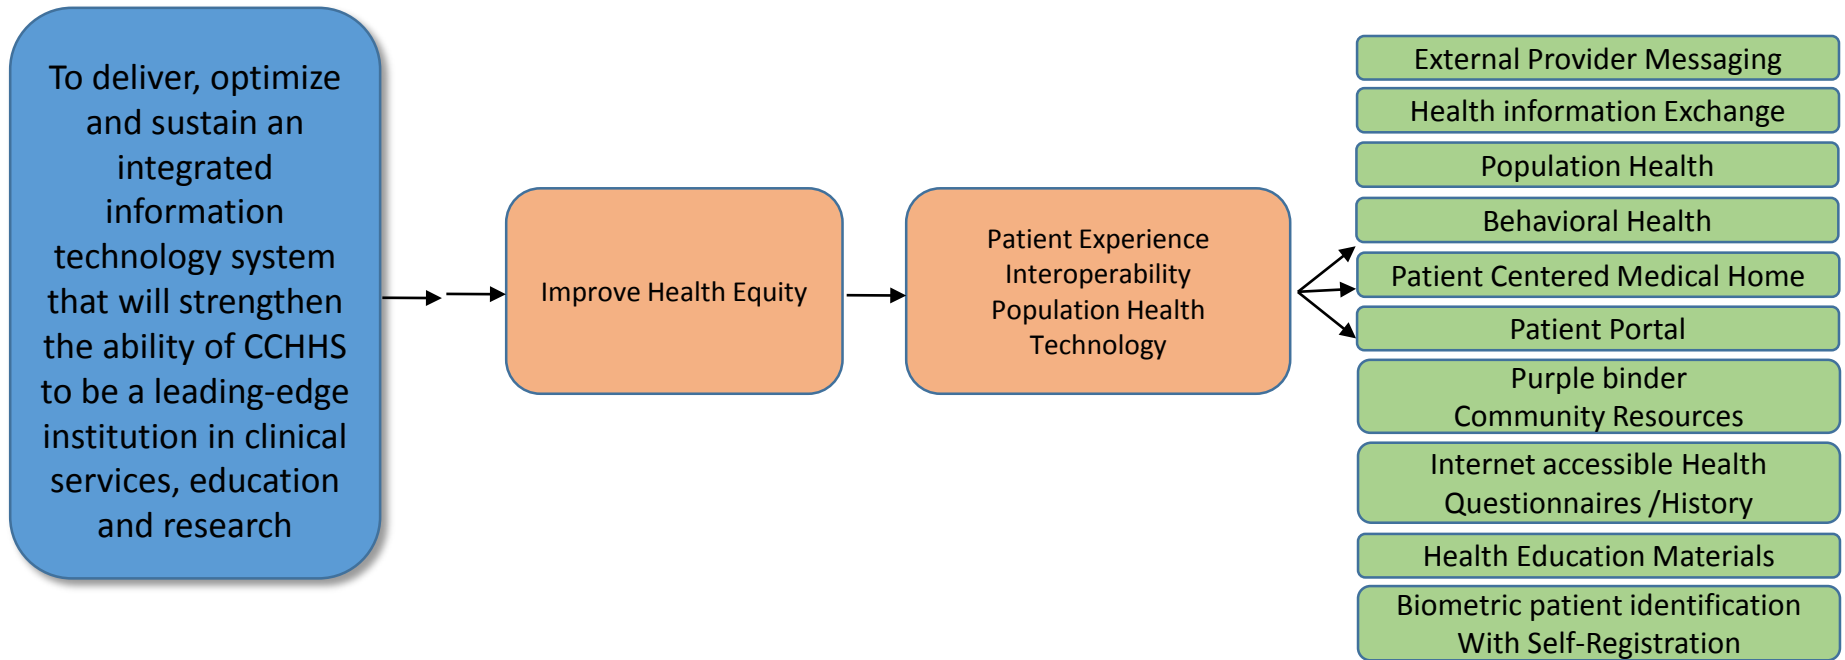 To deliver, optimize
and sustain an
integrated
information
technology system
that will strengthen
the ability of CCHHS
to be a leading-edge
institution in clinical
services, education
and research
Improve Health Equity
Patient Experience
Interoperability
Population Health
Technology
External Provider Messaging
Health information Exchange
Population Health
Behavioral Health
Patient Centered Medical Home
Patient Portal
Purple binder
Community Resources
Internet accessible Health
Questionnaires /History
Health Education Materials
Biometric patient identification
With Self-Registration